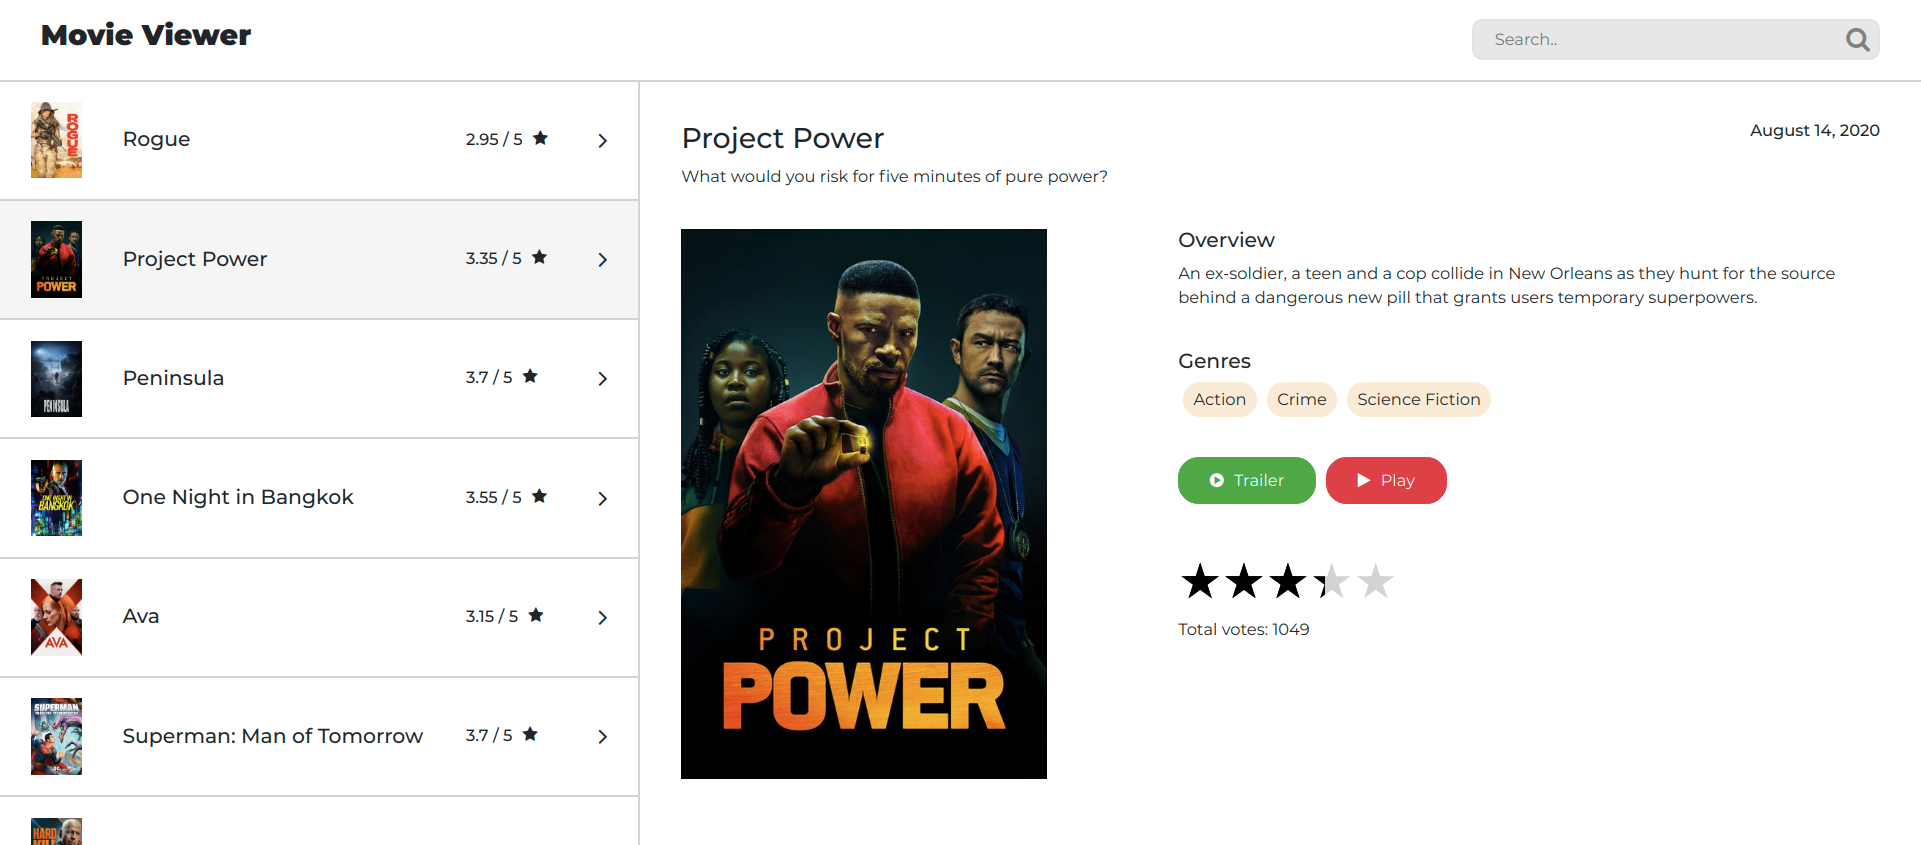 Movie Viewer
Search..
ROGUE
Rogue
2.95 / 5
PROJECT
POWER
Project Power
3.35 / 5
PENINSULA
Peninsula
3.7 / 5
ONE NIGHT IN
BANGKOK
One Night in Bangkok
3.55 / 5
AVA
Ava
3.15 / 5
SUPERMAN
Superman: Man of Tomorrow
3.7 / 5
HARD
KILL
Project Power
August 14, 2020
What would you risk for five minutes of pure power?
PROJECT
POWER
Overview
An ex-soldier, a teen and a cop collide in New Orleans as they hunt for the source
behind a dangerous new pill that grants users temporary superpowers.
Genres
Action
Crime
Science Fiction
Trailer
Play
Total votes: 1049